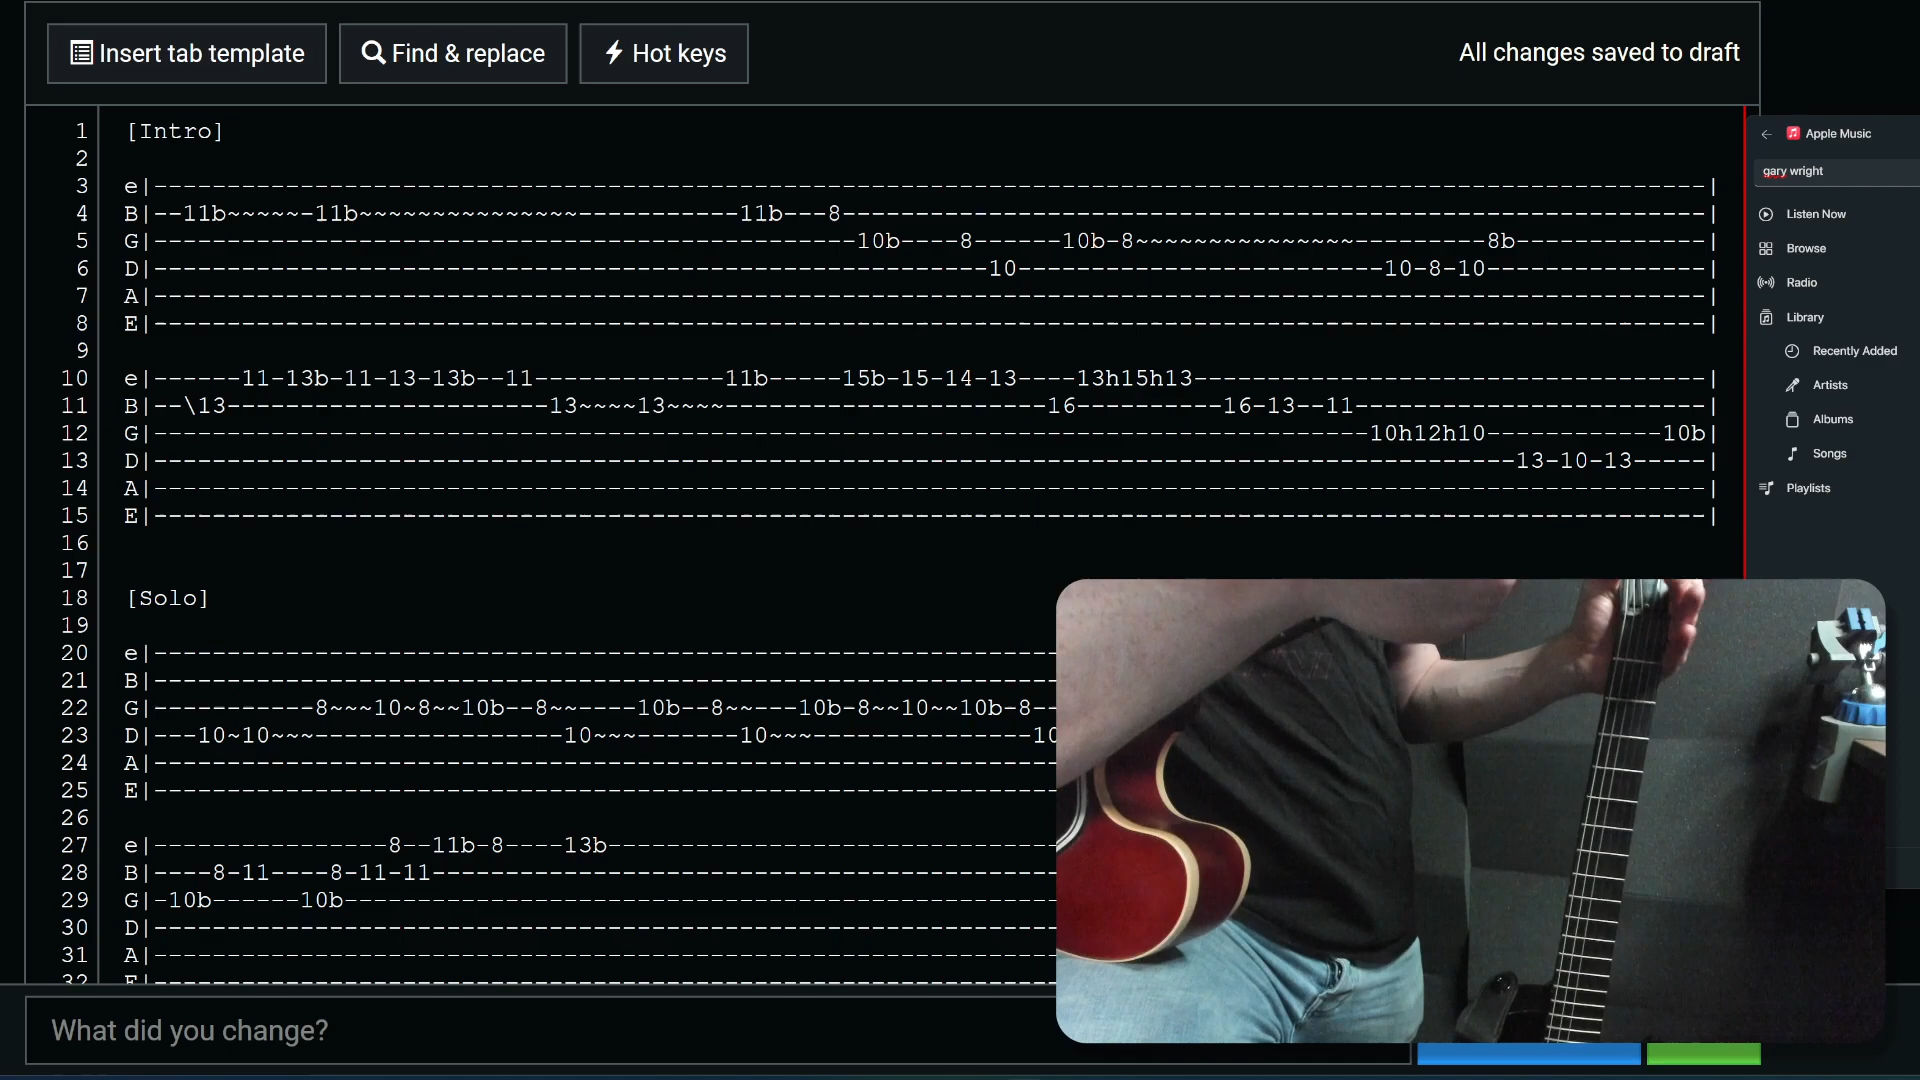 Insert tab template
Find & replace
Hot keys
All changes saved to draft
1 [Intro]
2
3 e|----------------------------------------------------------------------------------------------------------|
4 B|--11b~~~~~~-11b~~~~~~~~~~~~~~~-----------11b---8-----------------------------------------------------------|
5 G|------------------------------------------------10b----8------10b-8~~~~~~~~~~~~~~~---------8b-------------|
6 D|---------------------------------------------------------10-------------------------10-8-10---------------|
7 A|----------------------------------------------------------------------------------------------------------|
8 E|----------------------------------------------------------------------------------------------------------|
9
10 e|------11-13b-11-13-13b--11-------------11b-----15b-15-14-13----13h15h13-----------------------------------|
11 B|--\13----------------------13~~~~13~~~~----------------------16----------16-13--11------------------------|
12 G|-----------------------------------------------------------------------------------10h12h10------------10b|
13 D|---------------------------------------------------------------------------------------------13-10-13-----|
14 A|----------------------------------------------------------------------------------------------------------|
15 E|----------------------------------------------------------------------------------------------------------|
16
17
18 [Solo]
19
20 e|--------------------------------------------------------------
21 B|--------------------------------------------------------------
22 G|-----------8~~~10~8~~10b--8~~-----10b--8~~-----10b-8~~10~~10b-8--
23 D|---10~10~~~-----------------10~~~-------10~~~---------------10
24 A|--------------------------------------------------------------
25 E|--------------------------------------------------------------
26
27 e|----------------8--11b-8----13b-------------------------------
28 B|----8-11----8-11-11-------------------------------------------
29 G|-10b------10b-------------------------------------------------
30 D|--------------------------------------------------------------
31 A|--------------------------------------------------------------
32 E|--------------------------------------------------------------
What did you change?
Apple Music
gary wright
Listen Now
Browse
Radio
Library
Recently Added
Artists
Albums
Songs
Playlists